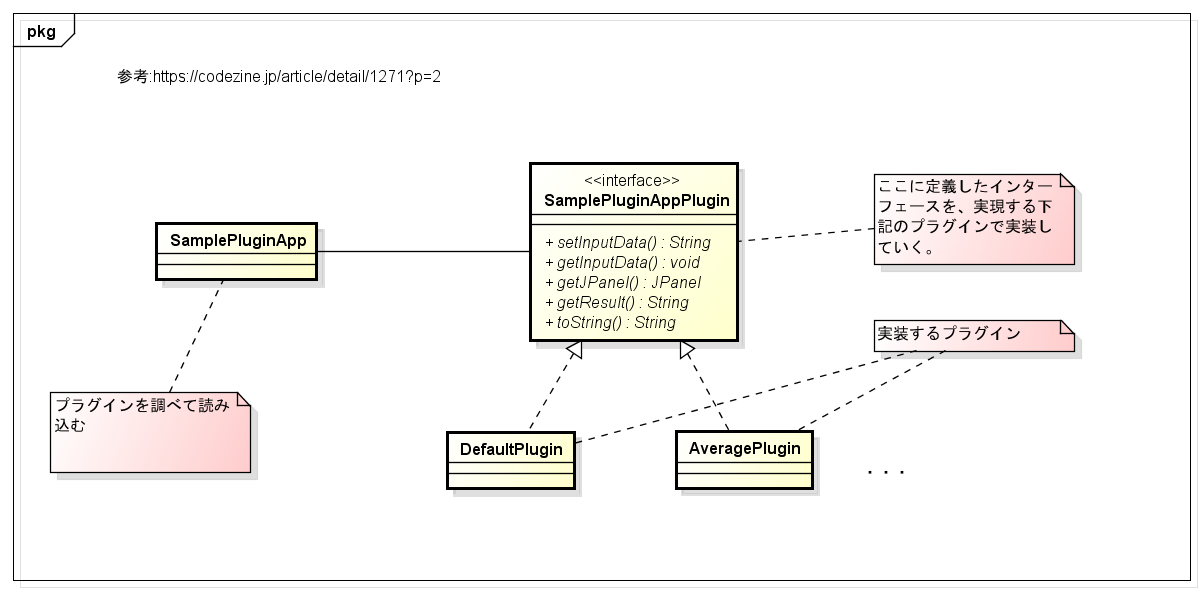 pkg
参考:https://codezine.jp/article/detail/1271?p=2
<<interface>>
SamplePluginAppPlugin
+ setInputData() : String
+ getInputData() : void
+ getJPanel() : JPanel
+ getResult() : String
+ toString() : String
SamplePluginApp
ここに定義したインター
フェースを、実現する下
記のプラグインで実装し
ていく。
実装するプラグイン
プラグインを調べて読み
込む
DefaultPlugin
AveragePlugin
・・・